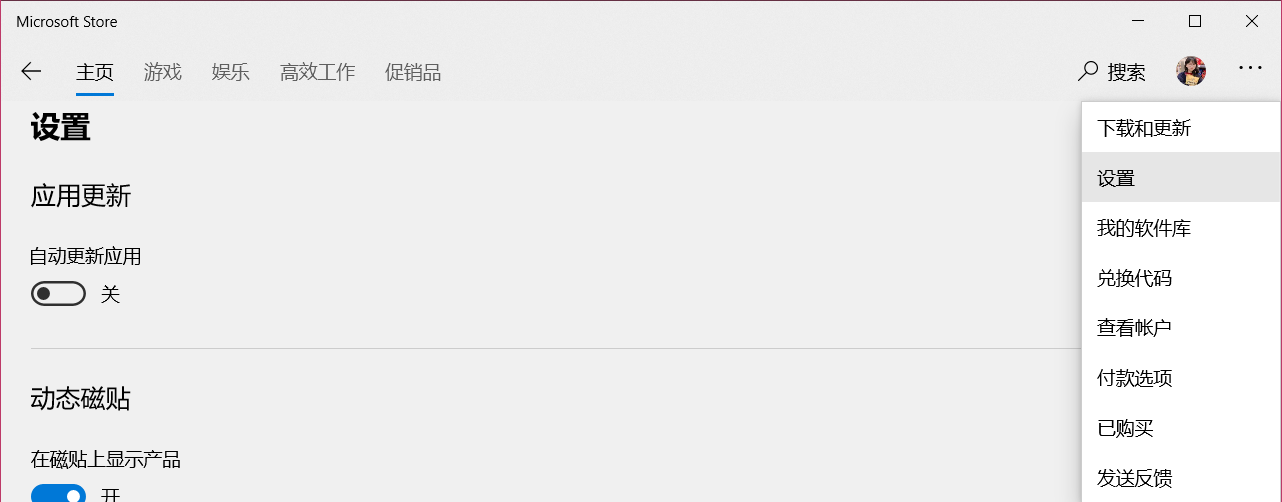 Microsoft Store
主页 游戏 娱乐 高效工作 促销品 搜索
设置
应用更新
自动更新应用
关
动态磁贴
在磁贴上显示产品
开
下载和更新
设置
我的软件库
兑换代码
查看帐户
付款选项
已购买
发送反馈